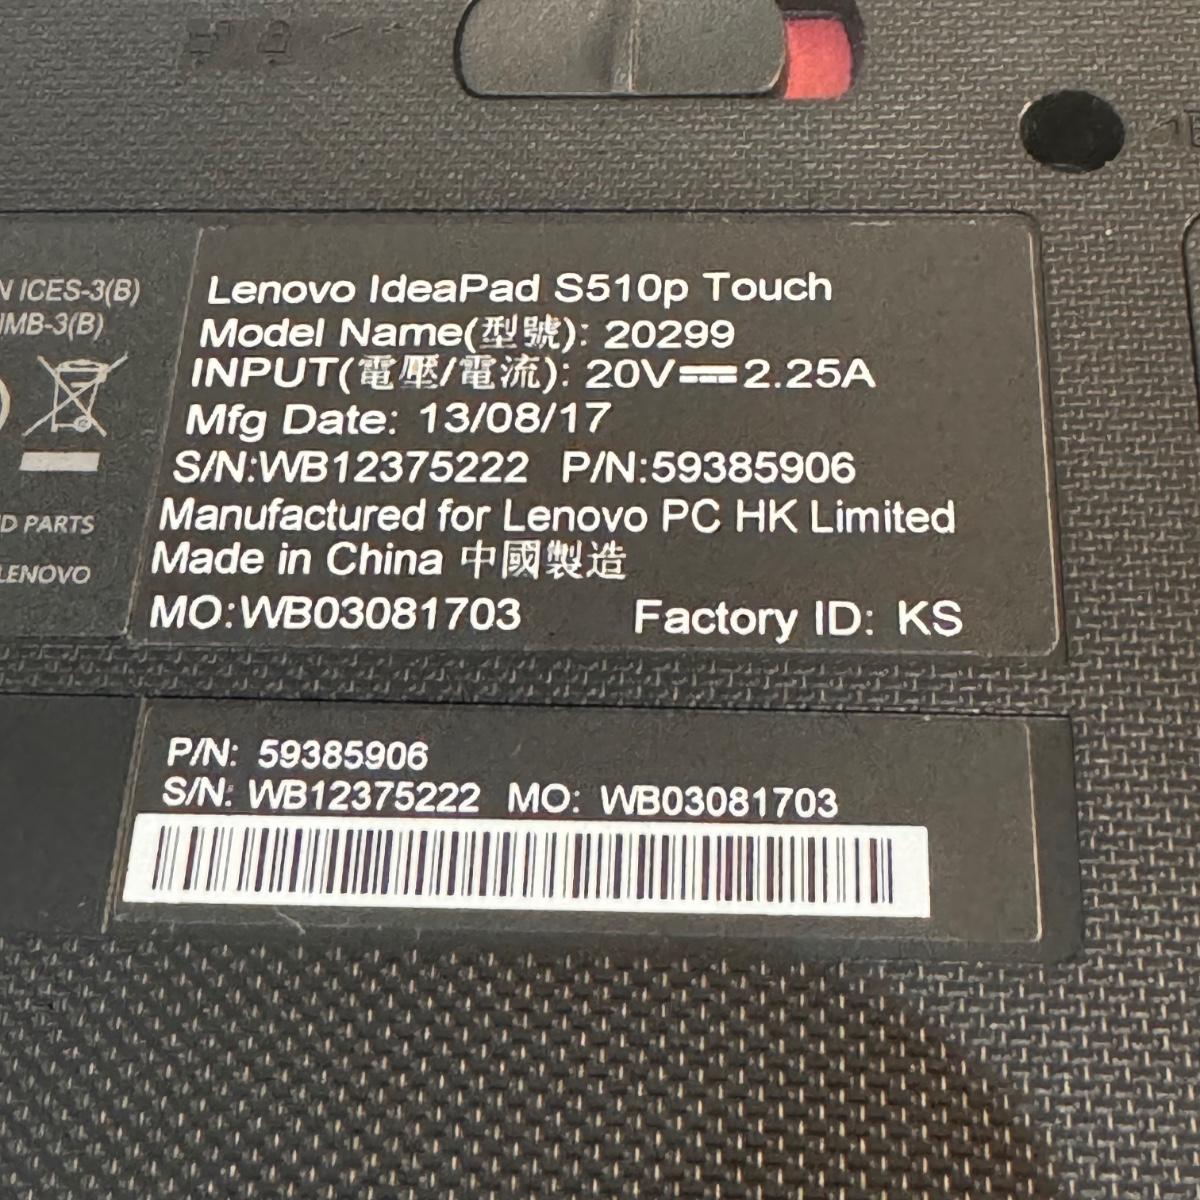 N ICES-3(B)
NMB-3(B)
D PARTS
LENOVO
Lenovo IdeaPad S510p Touch
Model Name(型號): 20299
INPUT(電壓/電流): 20V⎓2.25A
Mfg Date: 13/08/17
S/N:WB12375222 P/N:59385906
Manufactured for Lenovo PC HK Limited
Made in China 中國製造
MO:WB03081703 Factory ID: KS
P/N: 59385906
S/N: WB12375222 MO: WB03081703